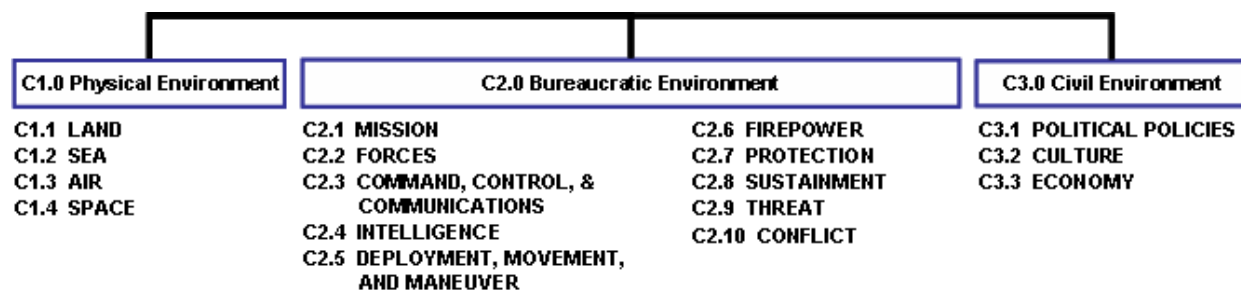 C1.0 Physical Environment
C1.1 LAND
C1.2 SEA
C1.3 AIR
C1.4 SPACE
C2.0 Bureaucratic Environment
C2.1 MISSION
C2.2 FORCES
C2.3 COMMAND, CONTROL, &
COMMUNICATIONS
C2.4 INTELLIGENCE
C2.5 DEPLOYMENT, MOVEMENT,
AND MANEUVER
C2.6 FIREPOWER
C2.7 PROTECTION
C2.8 SUSTAINMENT
C2.9 THREAT
C2.10 CONFLICT
C3.0 Civil Environment
C3.1 POLITICAL POLICIES
C3.2 CULTURE
C3.3 ECONOMY